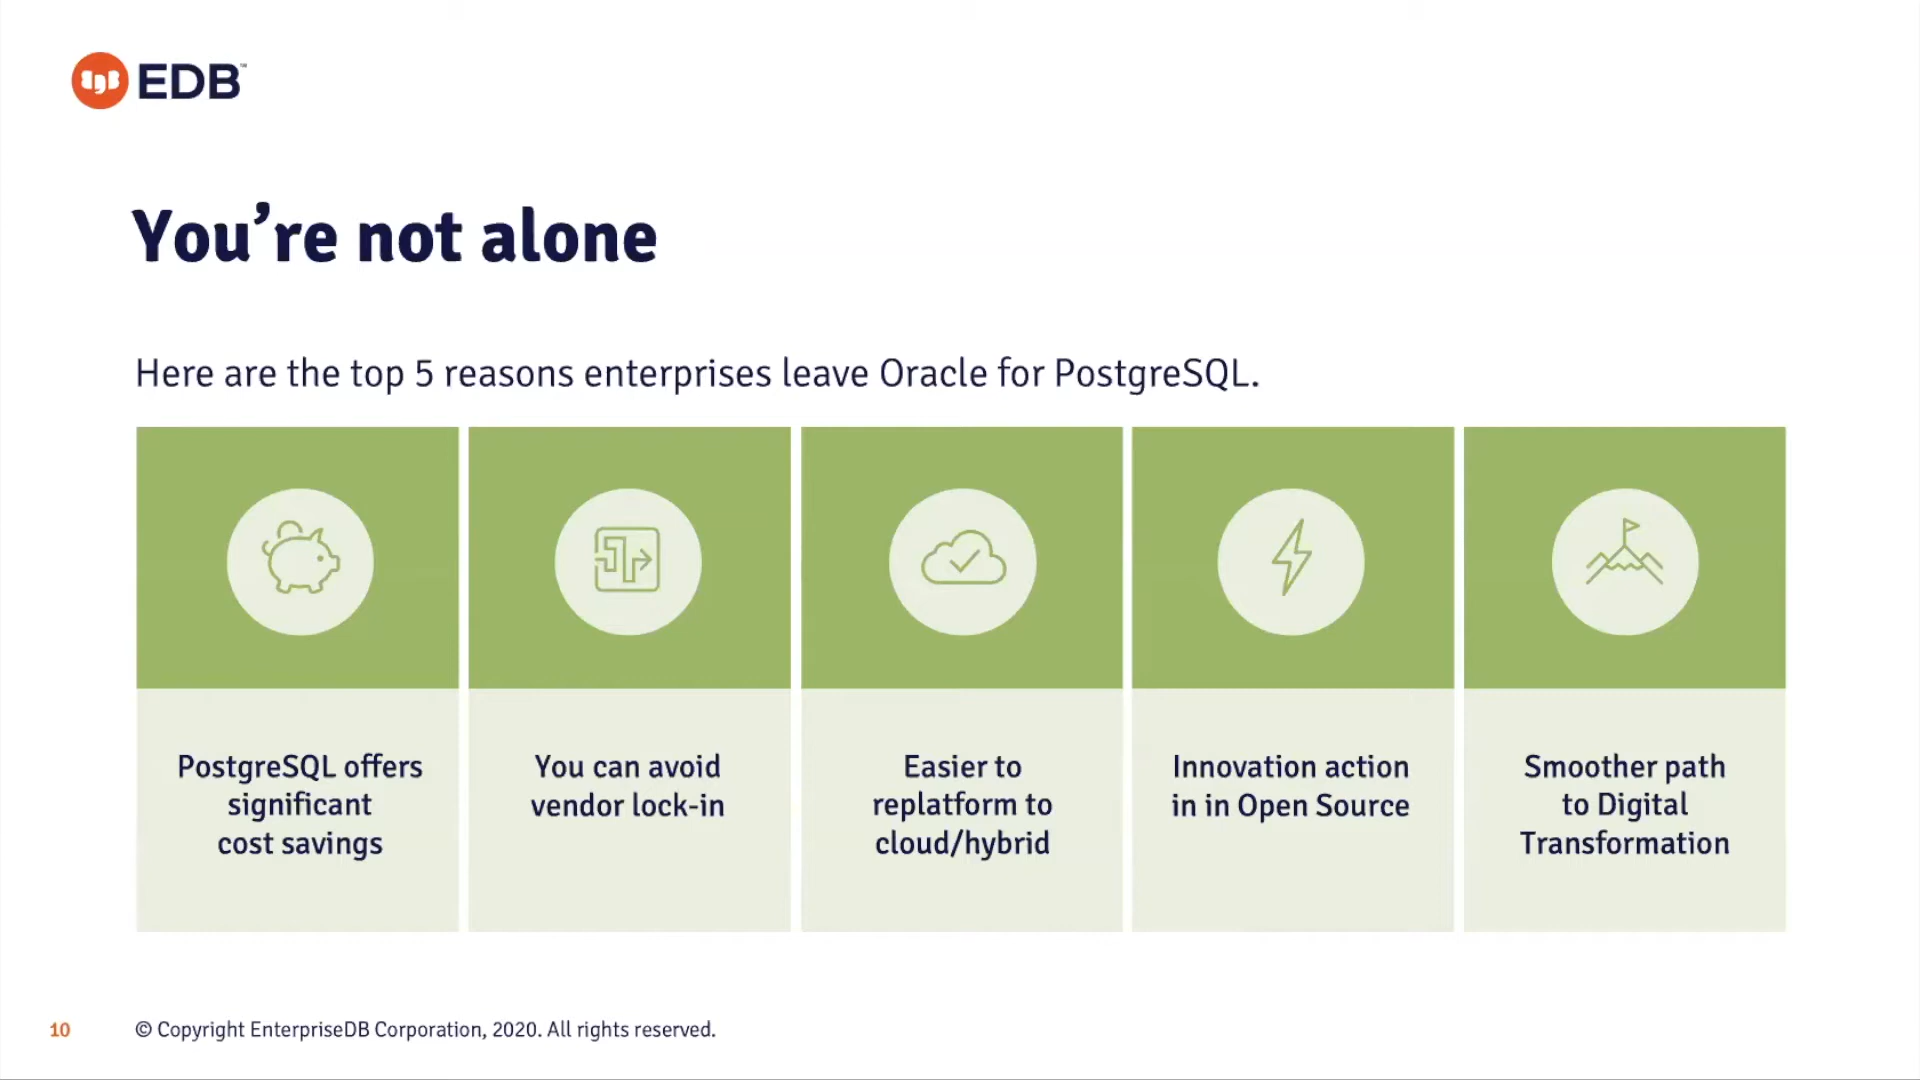 EDB™
You're not alone
Here are the top 5 reasons enterprises leave Oracle for PostgreSQL.
PostgreSQL offers
significant
cost savings
You can avoid
vendor lock-in
Easier to
replatform to
cloud/hybrid
Innovation action
in in Open Source
Smoother path
to Digital
Transformation
10
© Copyright EnterpriseDB Corporation, 2020. All rights reserved.